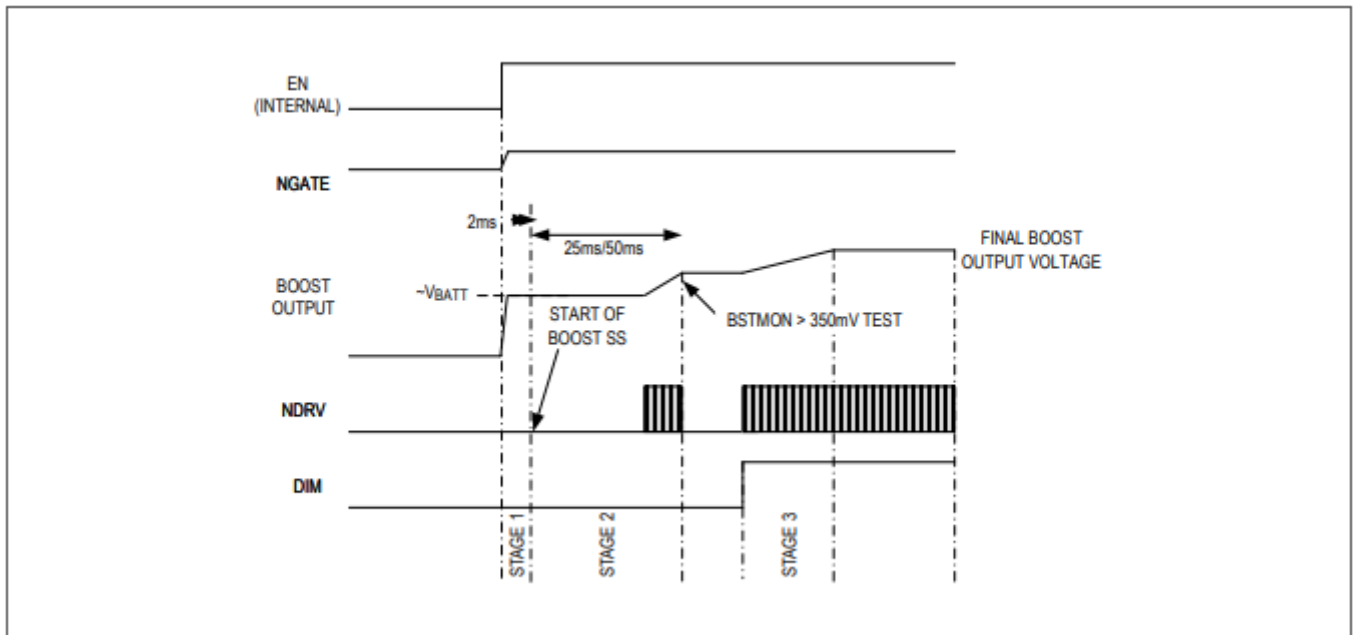 EN
(INTERNAL)
NGATE
2ms
25ms/50ms
FINAL BOOST
OUTPUT VOLTAGE
BOOST
OUTPUT
~VBATT
START OF
BOOST SS
BSTMON > 350mV TEST
NDRV
DIM
STAGE 1
STAGE 2
STAGE 3